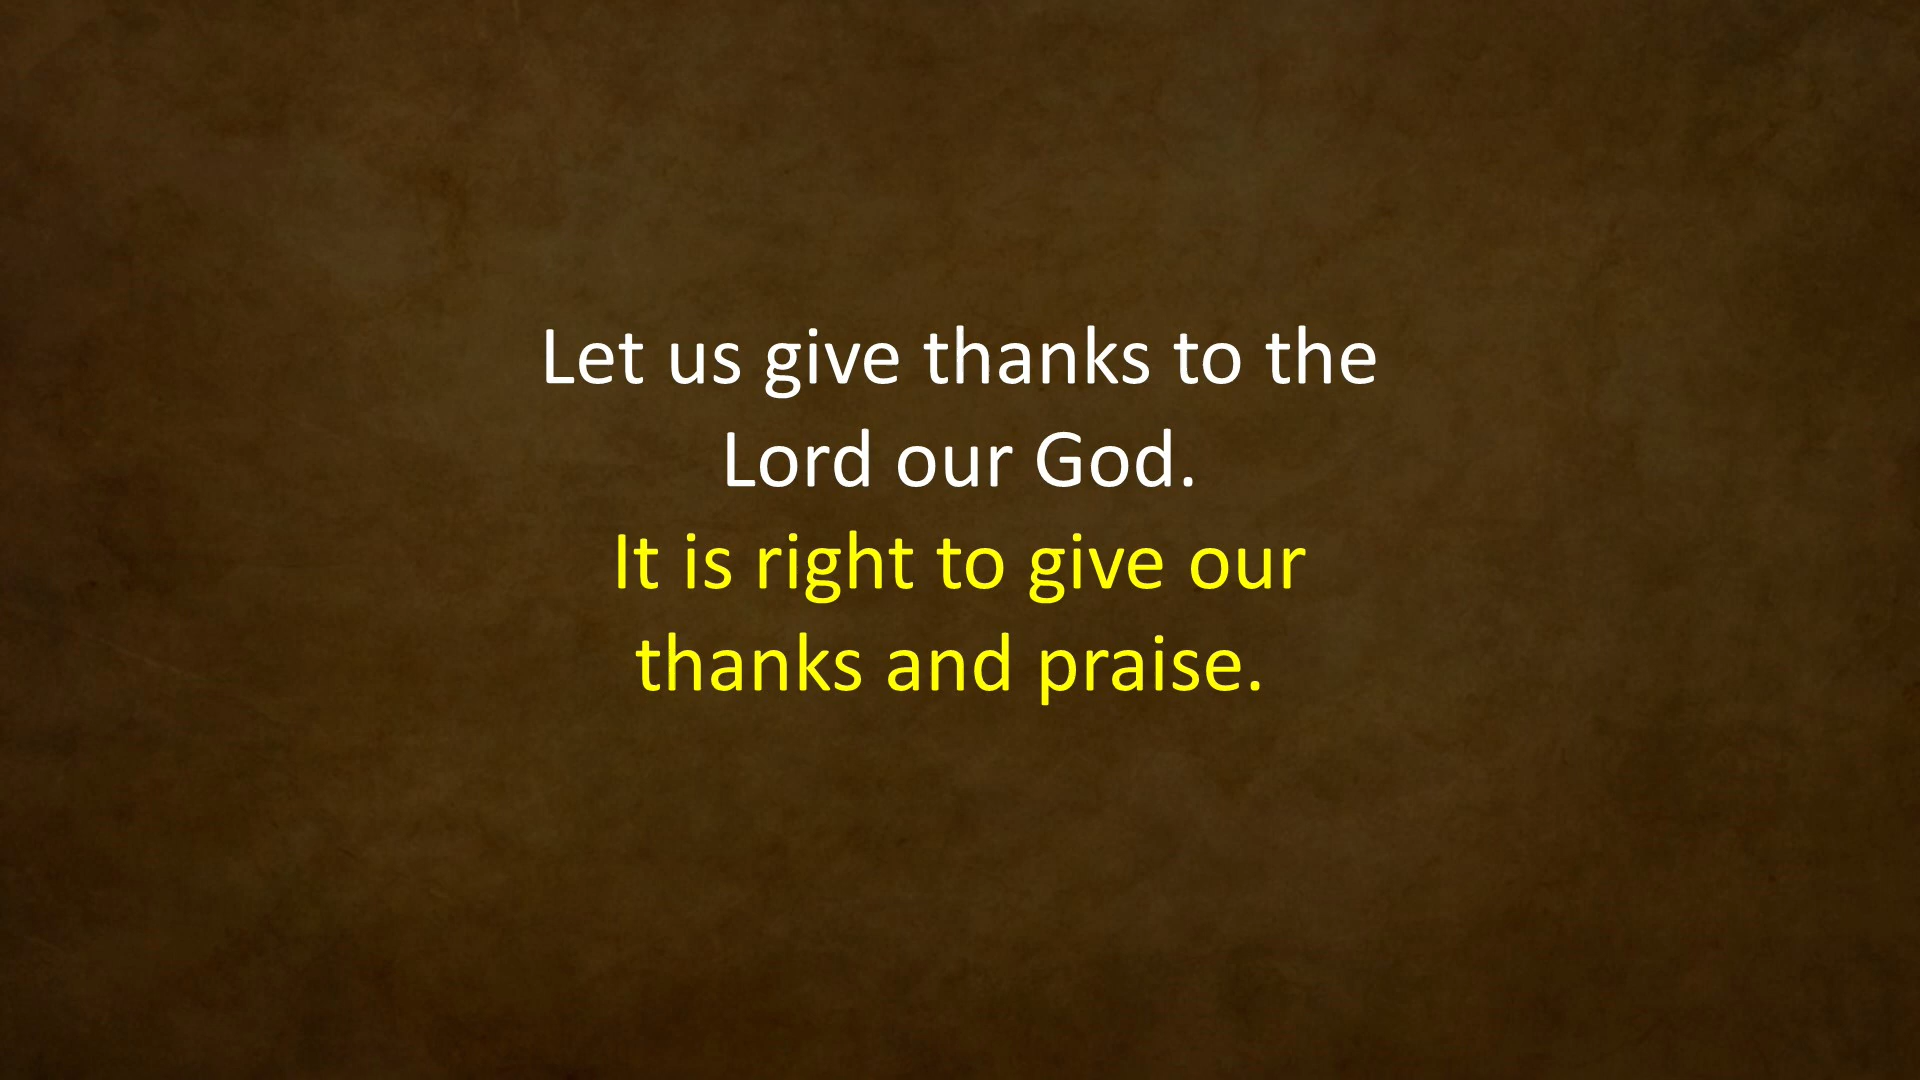 Let us give thanks to the
Lord our God.
It is right to give our
thanks and praise.